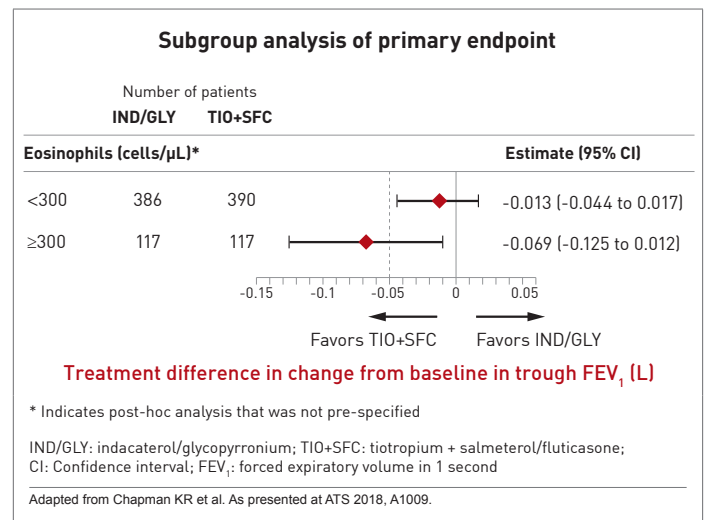 Subgroup analysis of primary endpoint
Number of patients
IND/GLY TIO+SFC
Eosinophils (cells/µL)* Estimate (95% CI)
<300 386 390 -0.013 (-0.044 to 0.017)
≥300 117 117 -0.069 (-0.125 to 0.012)
-0.15 -0.1 -0.05 0 0.05
Favors TIO+SFC Favors IND/GLY
Treatment difference in change from baseline in trough FEV₁ (L)
* Indicates post-hoc analysis that was not pre-specified
IND/GLY: indacaterol/glycopyrronium; TIO+SFC: tiotropium + salmeterol/fluticasone;
CI: Confidence interval; FEV₁: forced expiratory volume in 1 second
Adapted from Chapman KR et al. As presented at ATS 2018, A1009.